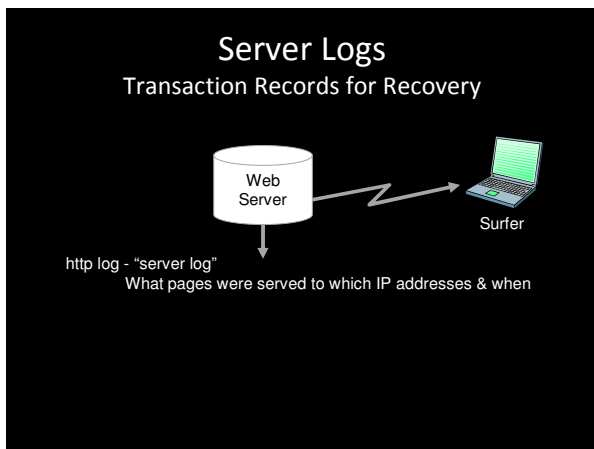 Server Logs
Transaction Records for Recovery
Web
Server
Surfer
http log - “server log”
What pages were served to which IP addresses & when